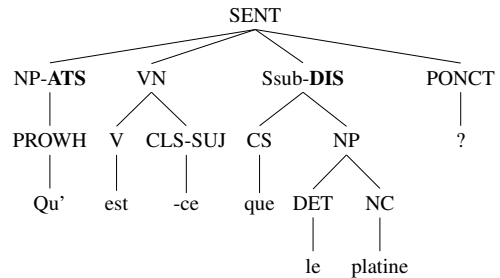 SENT
NP-ATS VN Ssub-DIS PONCT
PROWH V CLS-SUJ CS NP ?
Qu' est -ce que DET NC
le platine